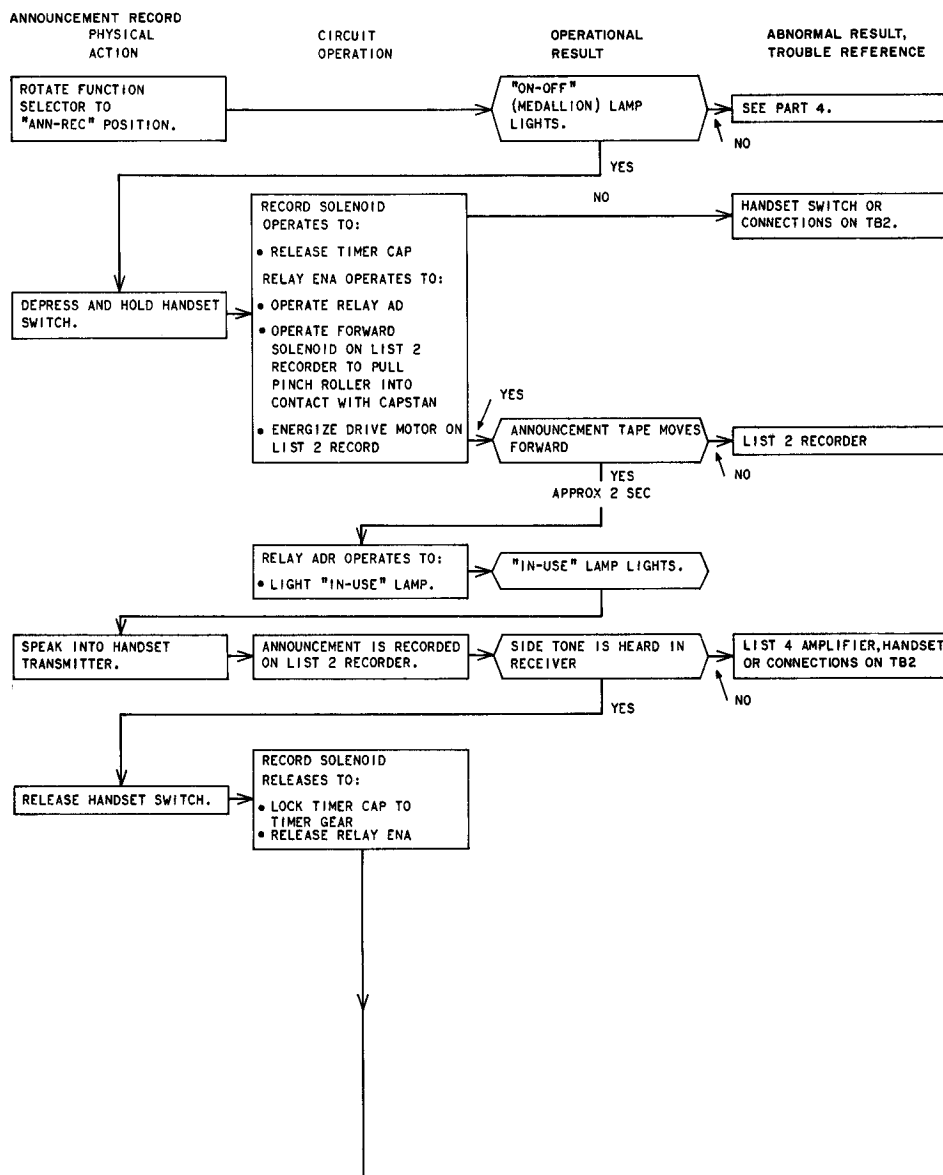 ANNOUNCEMENT RECORD
PHYSICAL
ACTION
CIRCUIT
OPERATION
OPERATIONAL
RESULT
ABNORMAL RESULT,
TROUBLE REFERENCE
ROTATE FUNCTION
SELECTOR TO
"ANN-REC" POSITION.
"ON-OFF"
(MEDALLION) LAMP
LIGHTS.
SEE PART 4.
NO
YES
RECORD SOLENOID
OPERATES TO:
• RELEASE TIMER CAP
RELAY ENA OPERATES TO:
• OPERATE RELAY AD
• OPERATE FORWARD
SOLENOID ON LIST 2
RECORDER TO PULL
PINCH ROLLER INTO
CONTACT WITH CAPSTAN
• ENERGIZE DRIVE MOTOR ON
LIST 2 RECORD
NO
HANDSET SWITCH OR
CONNECTIONS ON TB2.
DEPRESS AND HOLD HANDSET
SWITCH.
YES
ANNOUNCEMENT TAPE MOVES
FORWARD
LIST 2 RECORDER
NO
YES
APPROX 2 SEC
RELAY ADR OPERATES TO:
• LIGHT "IN-USE" LAMP.
"IN-USE" LAMP LIGHTS.
SPEAK INTO HANDSET
TRANSMITTER.
ANNOUNCEMENT IS RECORDED
ON LIST 2 RECORDER.
SIDE TONE IS HEARD IN
RECEIVER
LIST 4 AMPLIFIER, HANDSET
OR CONNECTIONS ON TB2
NO
YES
RELEASE HANDSET SWITCH.
RECORD SOLENOID
RELEASES TO:
• LOCK TIMER CAP TO
TIMER GEAR
• RELEASE RELAY ENA